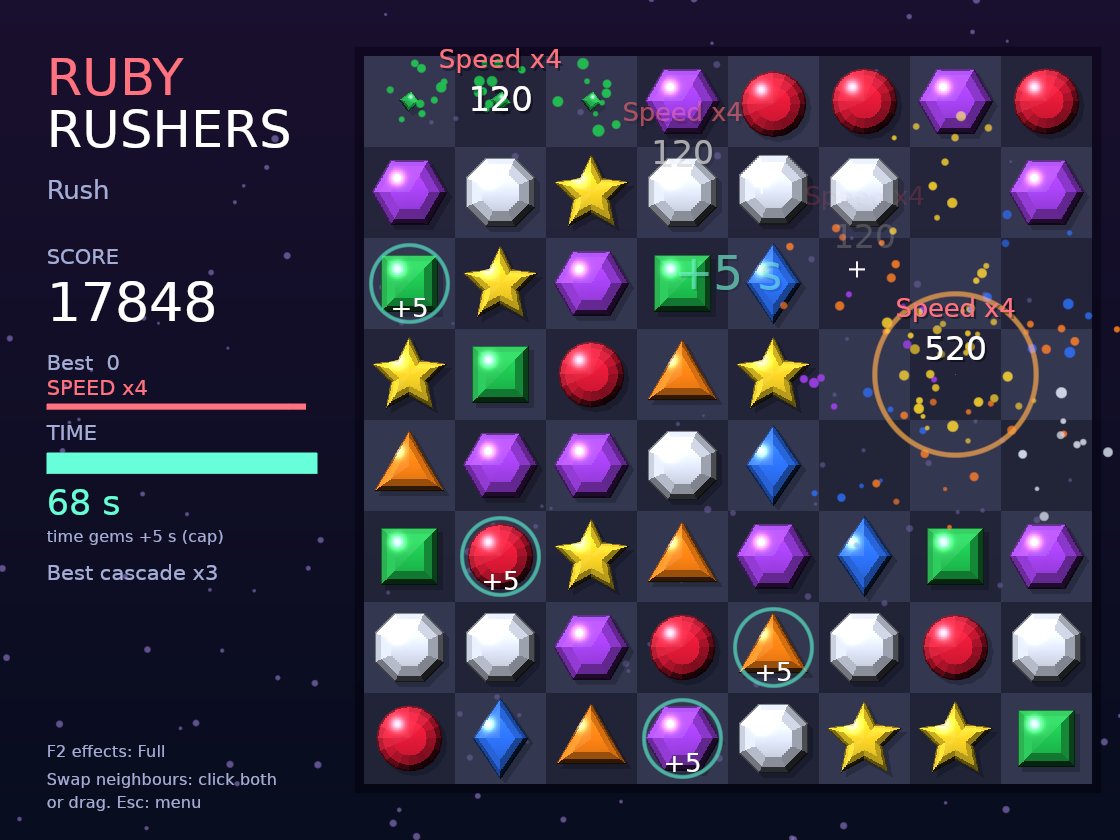 RUBY
RUSHERS
Rush
SCORE
17848
Best 0
SPEED x4
TIME
68 s
time gems +5 s (cap)
Best cascade x3
F2 effects: Full
Swap neighbours: click both
or drag. Esc: menu
Speed x4
120
Speed x4
120
Speed x4
120
+5 s
+5
Speed x4
520
+5
+5
+5